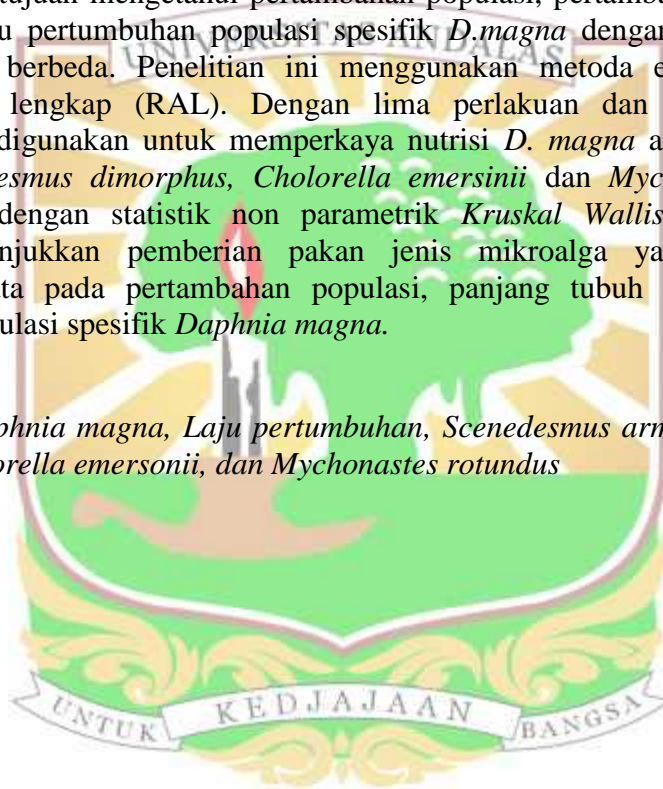 tujuan mengetahui pertambahan populasi,
u pertumbuhan populasi spesifik D.magna dengan
UNIVERSITAS ANDALAS
berbeda. Penelitian ini menggunakan metoda e
lengkap (RAL). Dengan lima perlakuan dan
digunakan untuk memperkaya nutrisi D. magna a
esmus dimorphus, Cholorella emersinii dan Myc
dengan statistik non parametrik Kruskal Wallis
njukkan pemberian pakan jenis mikroalga ya
ta pada pertambahan populasi, panjang tubuh
ulasi spesifik Daphnia magna.
phnia magna, Laju pertumbuhan, Scenedesmus arm
orella emersonii, dan Mychonastes rotundus
UNTUK KEDJAJAAN BANGSA